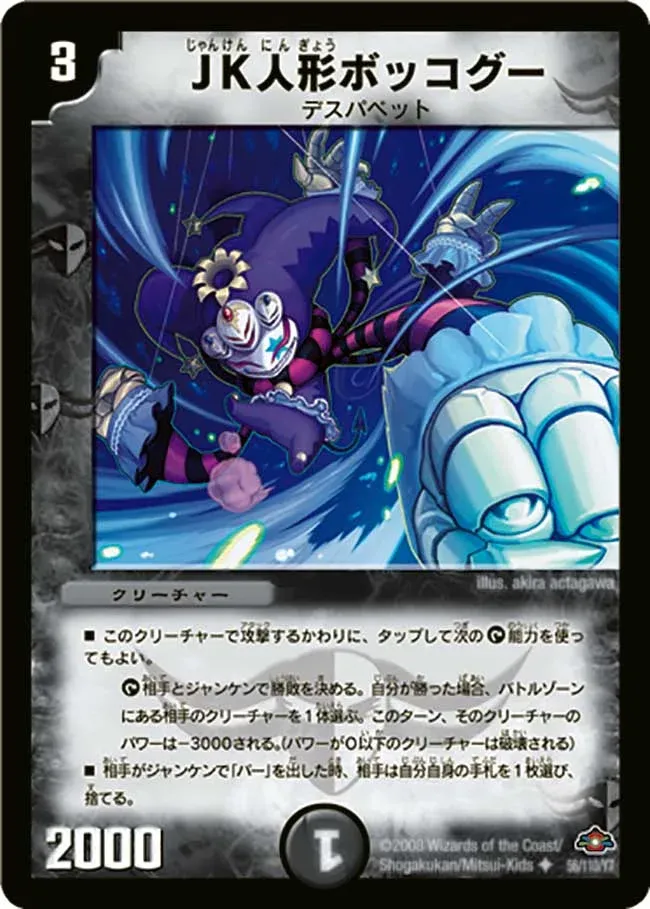 3
じゃんけん にん ぎょう
JK人形ボッコグー
デスパペット
illus. akira actagawa
クリーチャー
■ このクリーチャーで攻撃するかわりに、タップして次の能力を使っ
てもよい。
相手とジャンケンで勝敗を決める。自分が勝った場合、バトルゾーン
にある相手のクリーチャーを1体選ぶ。このターン、そのクリーチャーの
パワーは−3000される。(パワーが0以下のクリーチャーは破壊される)
■ 相手がジャンケンで「パー」を出した時、相手は自分自身の手札を1枚選び、
捨てる。
2000
1
©2008 Wizards of the Coast/
Shogakukan/Mitsui-Kids
56/110/Y7